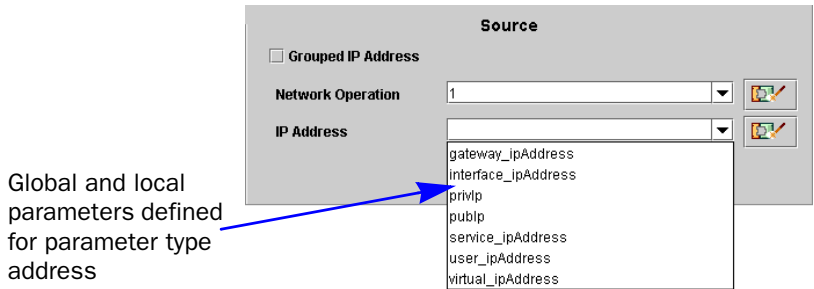 Source
Grouped IP Address
Network Operation 1
IP Address
gateway_ipAddress
interface_ipAddress
privIp
publp
service_ipAddress
user_ipAddress
virtual_ipAddress
Global and local
parameters defined
for parameter type
address